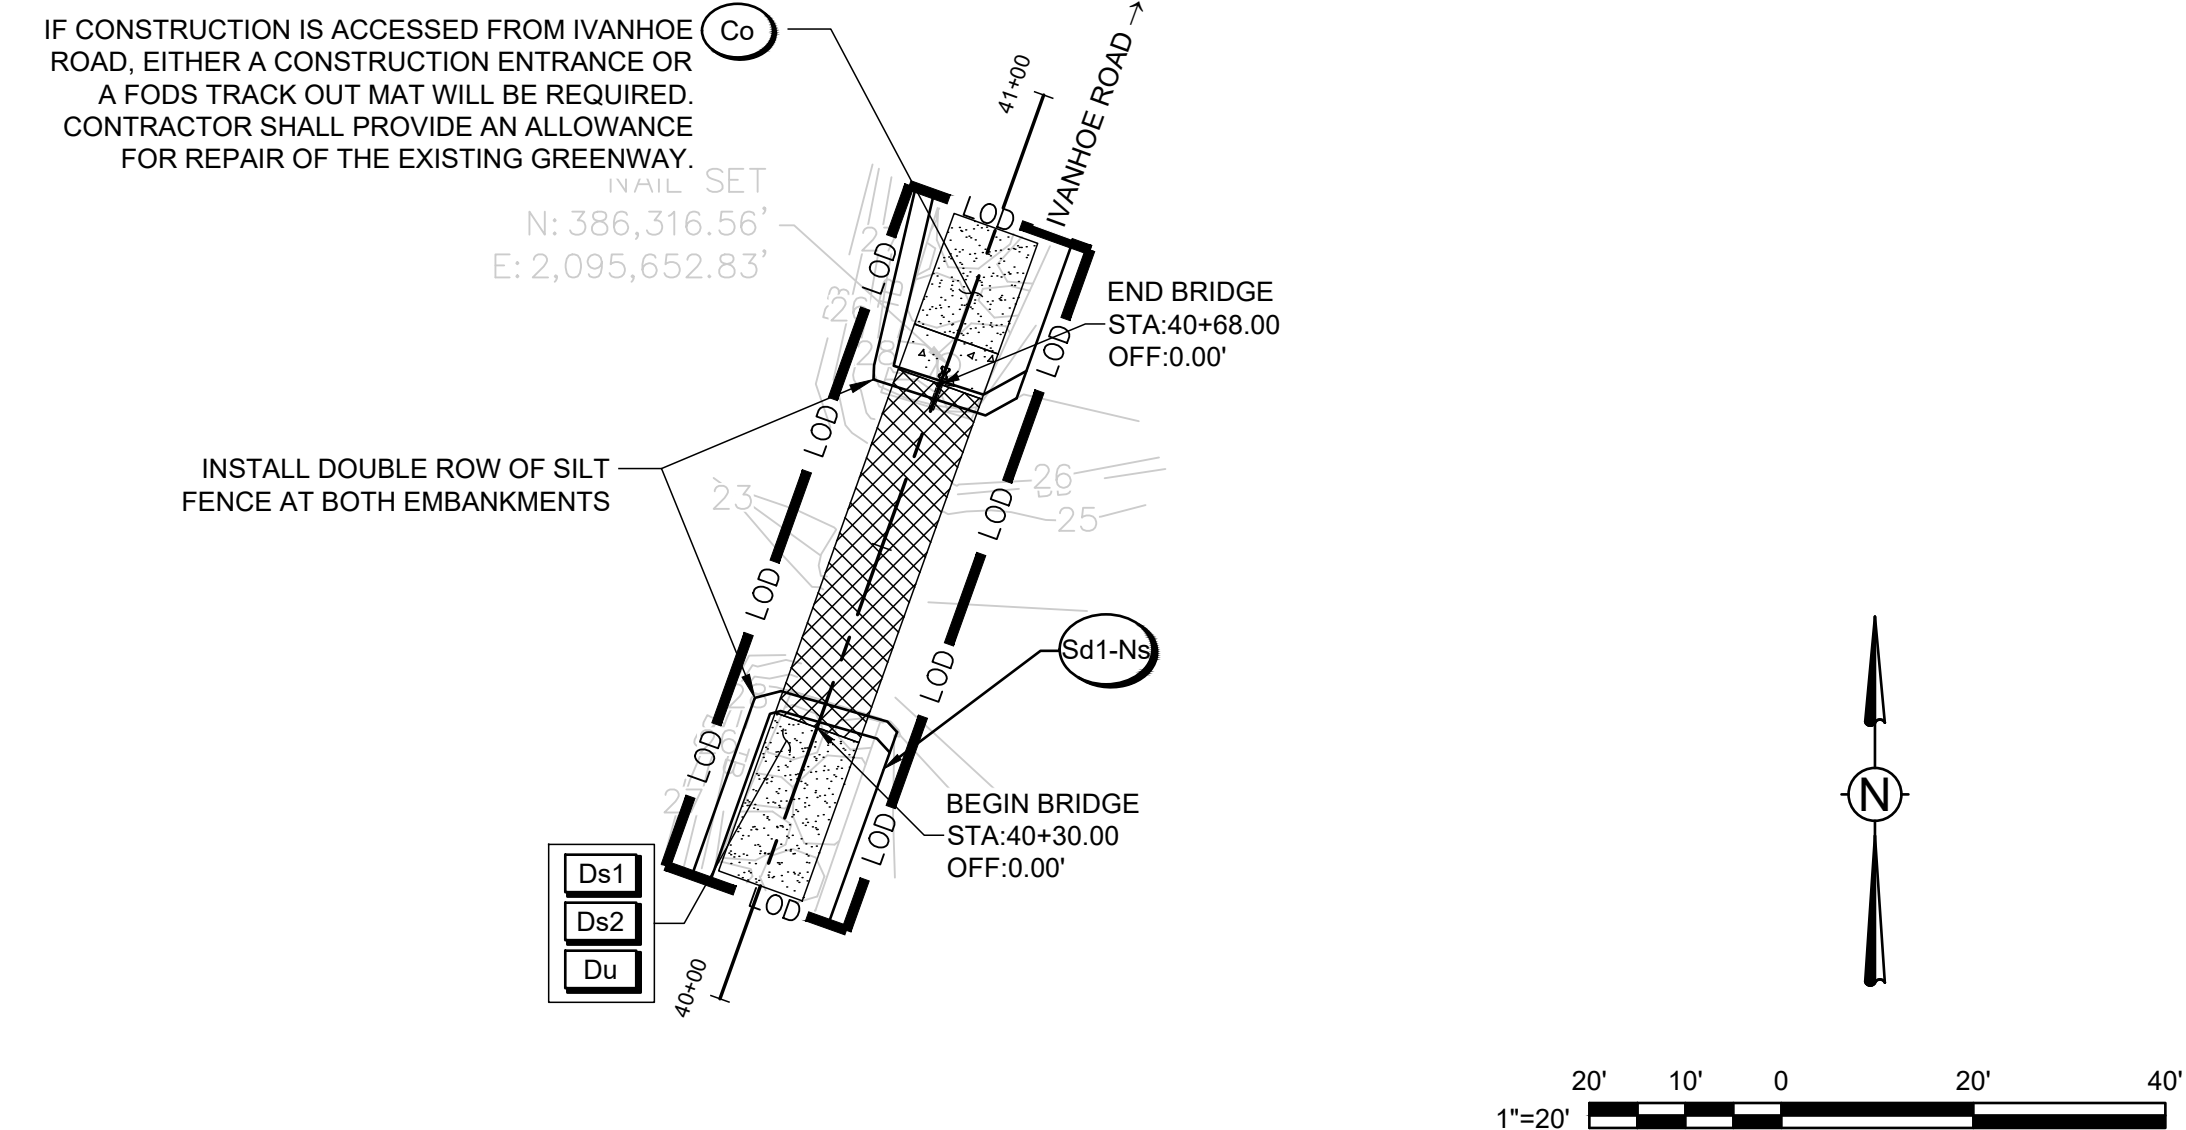 IF CONSTRUCTION IS ACCESSED FROM IVANHOE
ROAD, EITHER A CONSTRUCTION ENTRANCE OR
A FODS TRACK OUT MAT WILL BE REQUIRED.
CONTRACTOR SHALL PROVIDE AN ALLOWANCE
FOR REPAIR OF THE EXISTING GREENWAY.
Co
NAIL SET
N: 386,316.56'
E: 2,095,652.83'
41+00
IVANHOE ROAD →
LOD
LOD
LOD
LOD
LOD
LOD
LOD
LOD
LOD
LOD
LOD
END BRIDGE
STA:40+68.00
OFF:0.00'
INSTALL DOUBLE ROW OF SILT
FENCE AT BOTH EMBANKMENTS
26
28
23
26
25
Sd1-Ns
28
27
BEGIN BRIDGE
STA:40+30.00
OFF:0.00'
Ds1
Ds2
Du
40+00
N
20' 10' 0 20' 40'
1"=20'